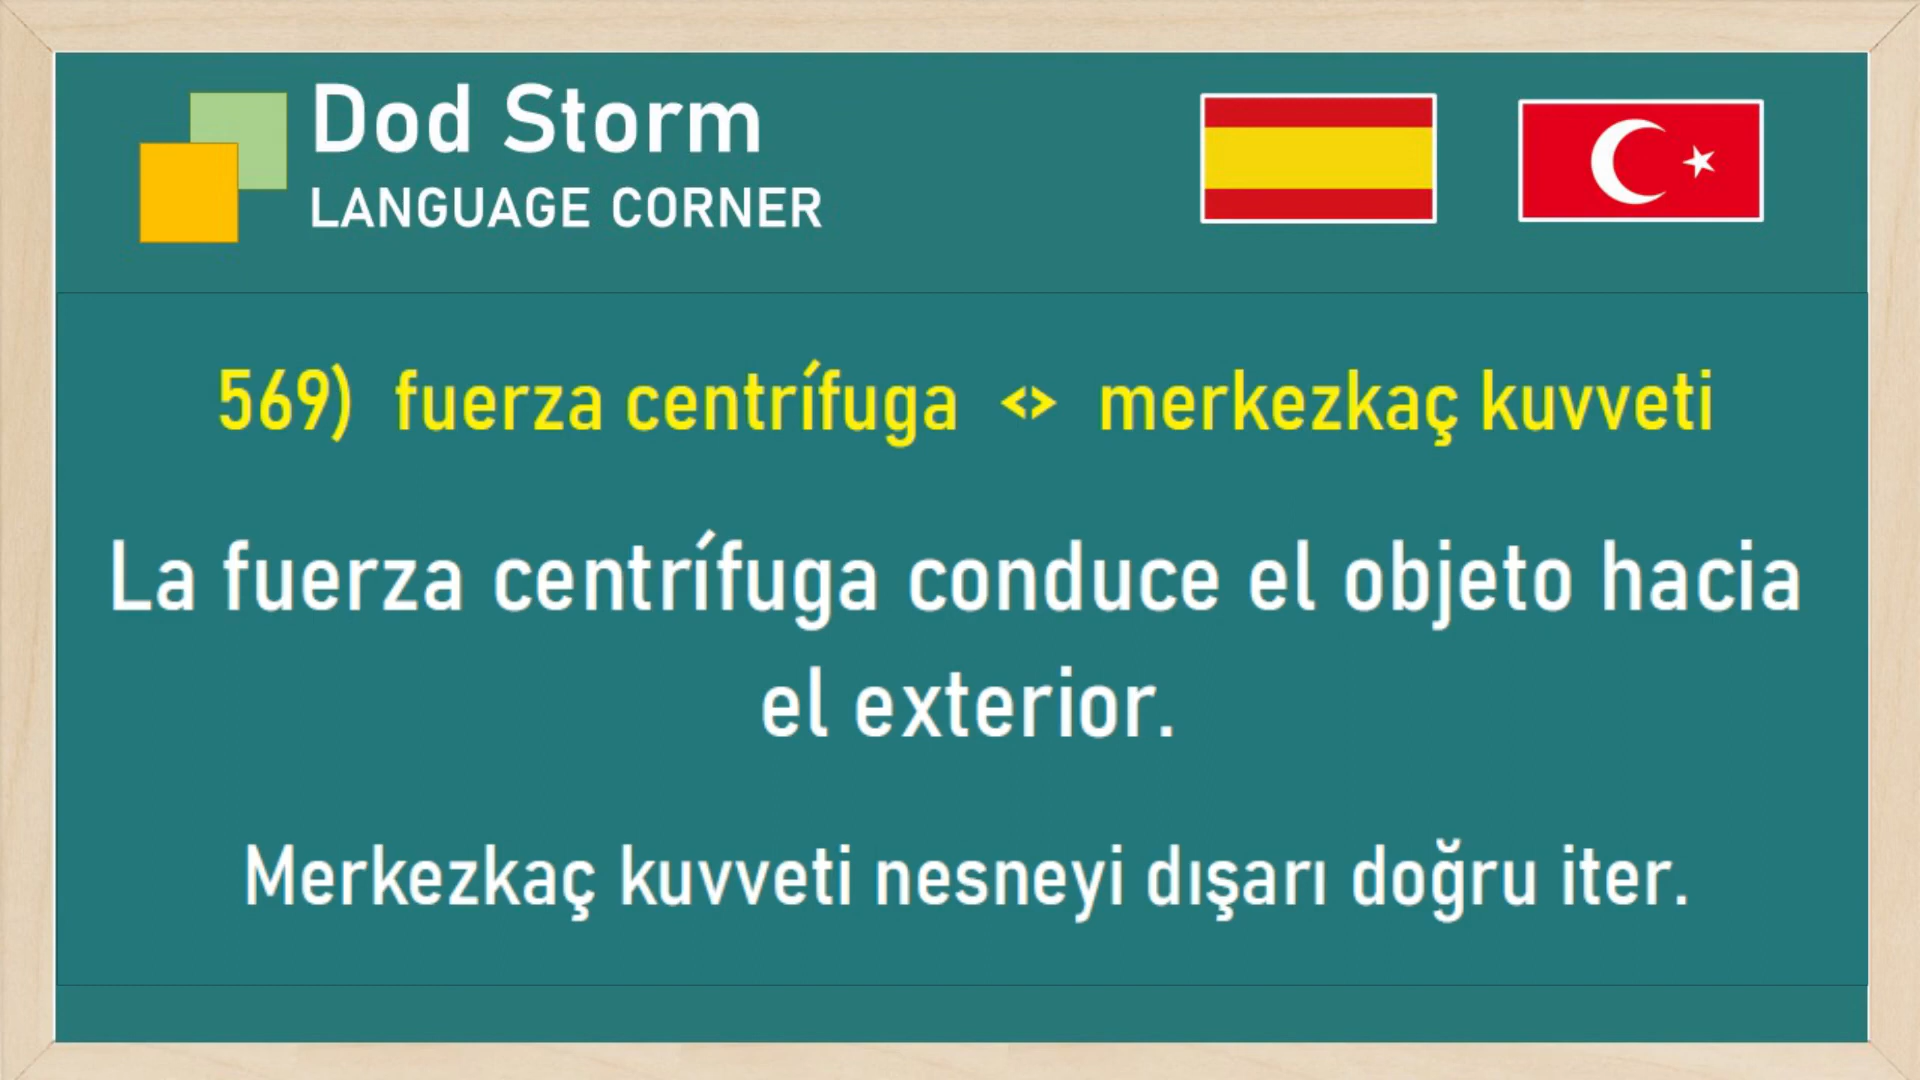 Dod Storm
LANGUAGE CORNER
569) fuerza centrífuga <> merkezkaç kuvveti
La fuerza centrífuga conduce el objeto hacia
el exterior.
Merkezkaç kuvveti nesneyi dışarı doğru iter.